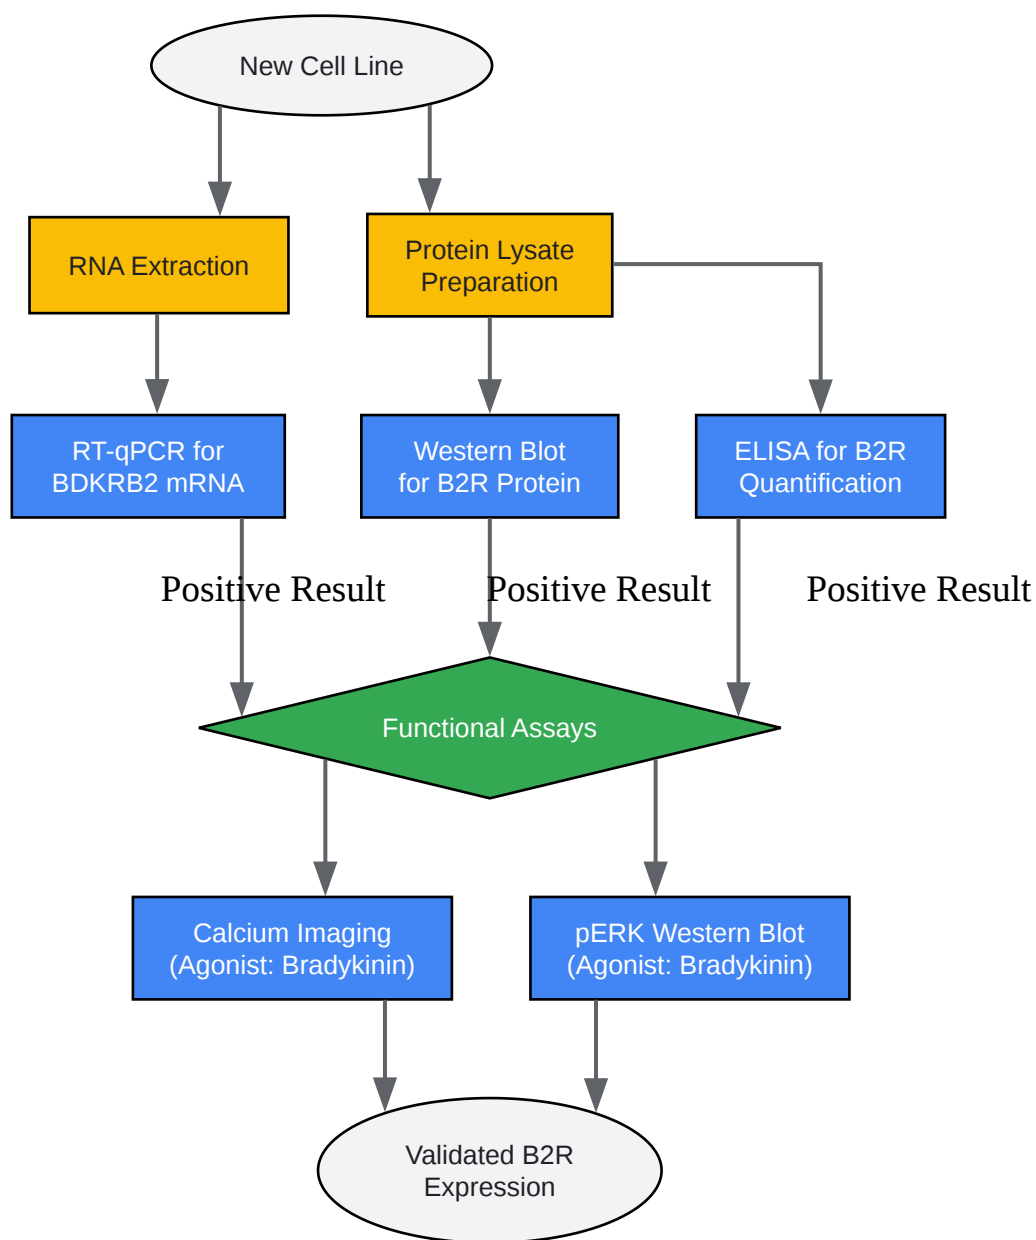 New Cell Line
RNA Extraction
Protein Lysate
Preparation
RT-qPCR for
BDKRB2 mRNA
Western Blot
for B2R Protein
ELISA for B2R
Quantification
Positive Result
Positive Result
Positive Result
Functional Assays
Calcium Imaging
(Agonist: Bradykinin)
pERK Western Blot
(Agonist: Bradykinin)
Validated B2R
Expression